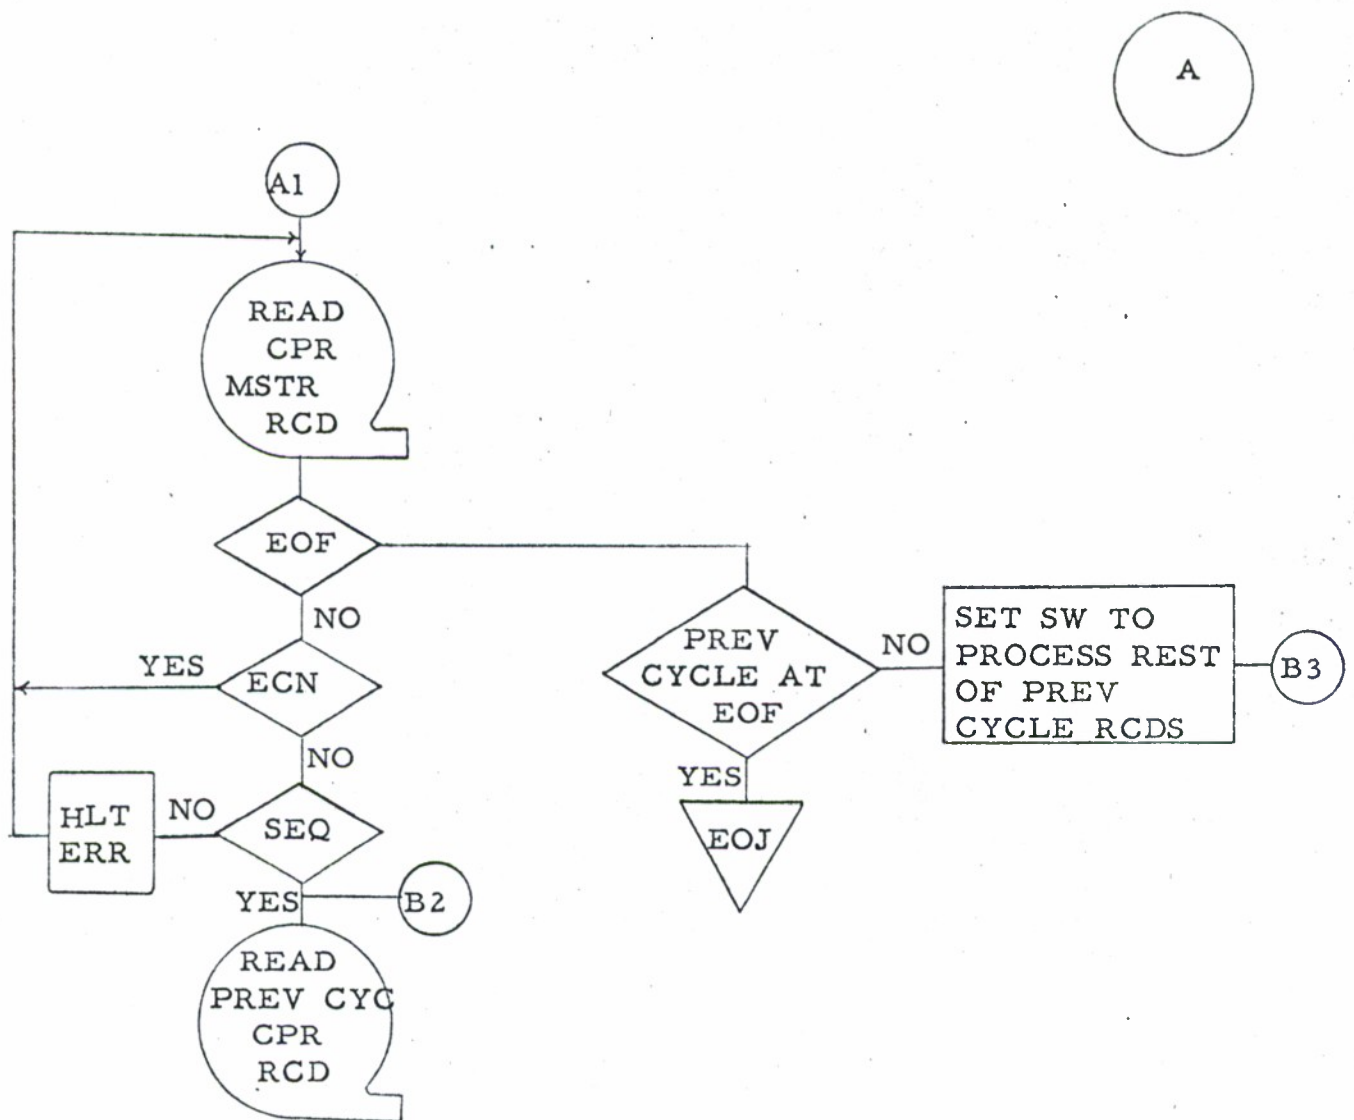 A
A1
READ
CPR
MSTR
RCD
EOF
NO
YES
ECN
NO
HLT
ERR
NO
SEQ
YES
B2
READ
PREV CYC
CPR
RCD
PREV
CYCLE AT
EOF
NO
SET SW TO
PROCESS REST
OF PREV
CYCLE RCDS
B3
YES
EOJ